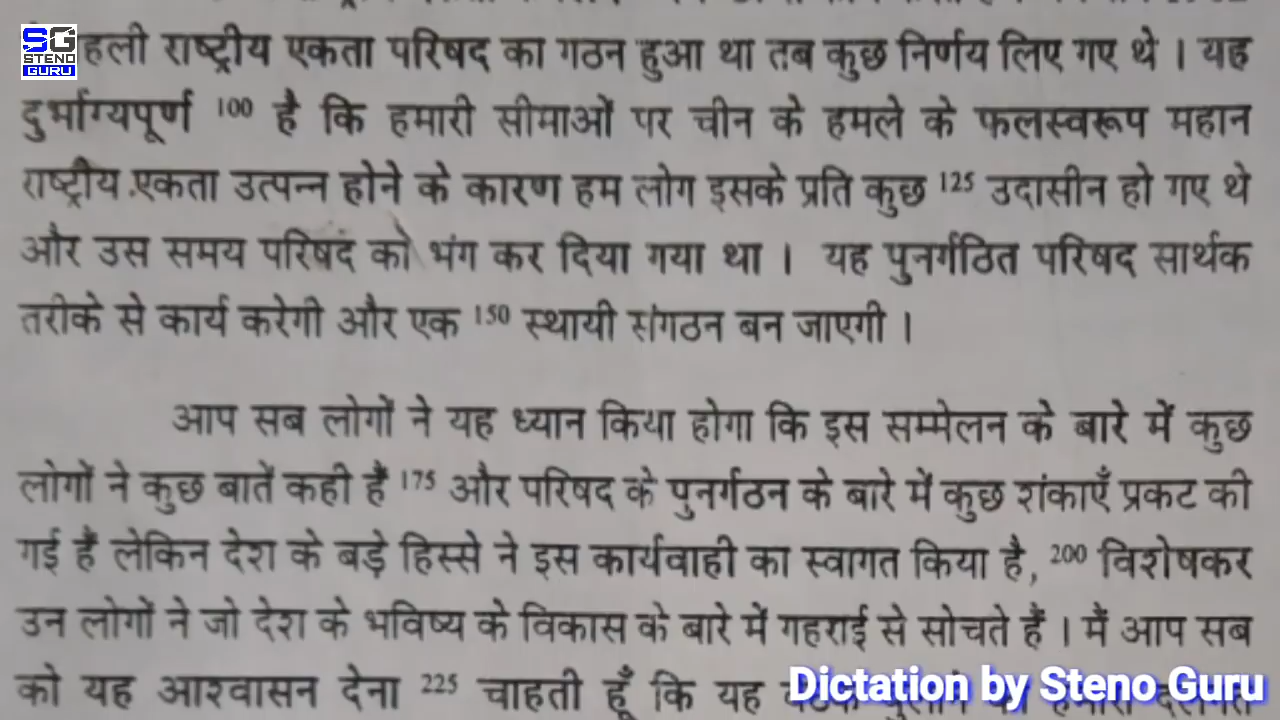 SG
STENO
GURU
हली राष्ट्रीय एकता परिषद का गठन हुआ था तब कुछ निर्णय लिए गए थे । यह
दुर्भाग्यपूर्ण 100 है कि हमारी सीमाओं पर चीन के हमले के फलस्वरूप महान
राष्ट्रीय एकता उत्पन्न होने के कारण हम लोग इसके प्रति कुछ 125 उदासीन हो गए थे
और उस समय परिषद को भंग कर दिया गया था । यह पुनर्गठित परिषद सार्थक
तरीके से कार्य करेगी और एक 150 स्थायी संगठन बन जाएगी ।
आप सब लोगों ने यह ध्यान किया होगा कि इस सम्मेलन के बारे में कुछ
लोगों ने कुछ बातें कही हैं 175 और परिषद के पुनर्गठन के बारे में कुछ शंकाएँ प्रकट की
गई हैं लेकिन देश के बड़े हिस्से ने इस कार्यवाही का स्वागत किया है, 200 विशेषकर
उन लोगों ने जो देश के भविष्य के विकास के बारे में गहराई से सोचते हैं । मैं आप सब
को यह आश्वासन देना 225 चाहती हूँ कि यह
Dictation by Steno Guru